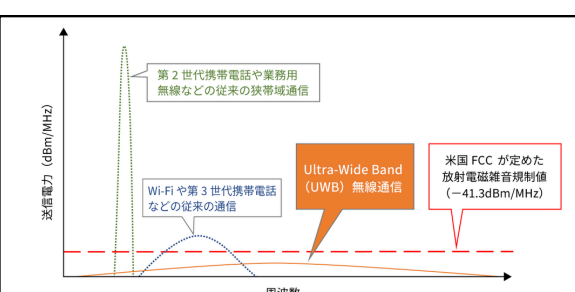 第2世代携帯電話や業務用
無線などの従来の狭帯域通信
送信電力（dBm/MHz）
Wi-Fi や第3世代携帯電話
などの従来の通信
Ultra-Wide Band
（UWB）無線通信
米国 FCC が定めた
放射電磁雑音規制値
（－41.3dBm/MHz）
周波数